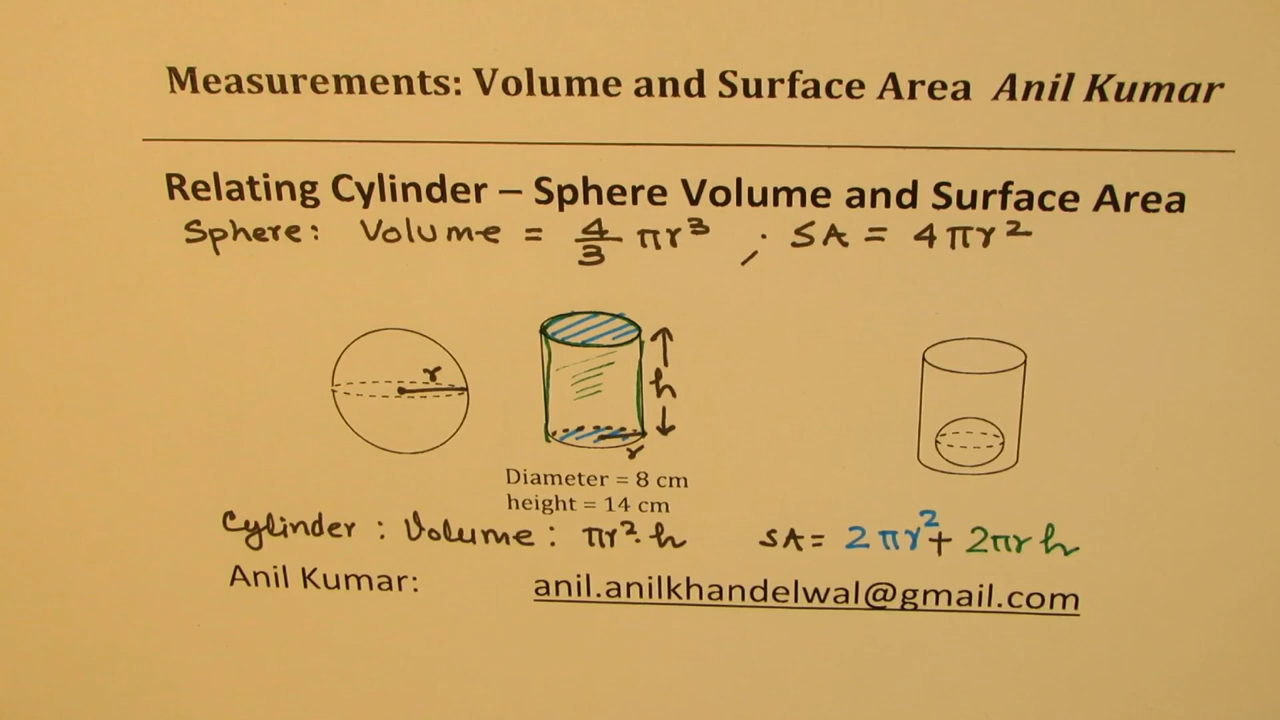 Measurements: Volume and Surface Area Anil Kumar
Relating Cylinder – Sphere Volume and Surface Area
Sphere: Volume = 4/3 πr³ ; SA = 4πr²
r
h
r
Diameter = 8 cm
height = 14 cm
Cylinder : Volume : πr²·h SA = 2πr² + 2πrh
Anil Kumar: anil.anilkhandelwal@gmail.com